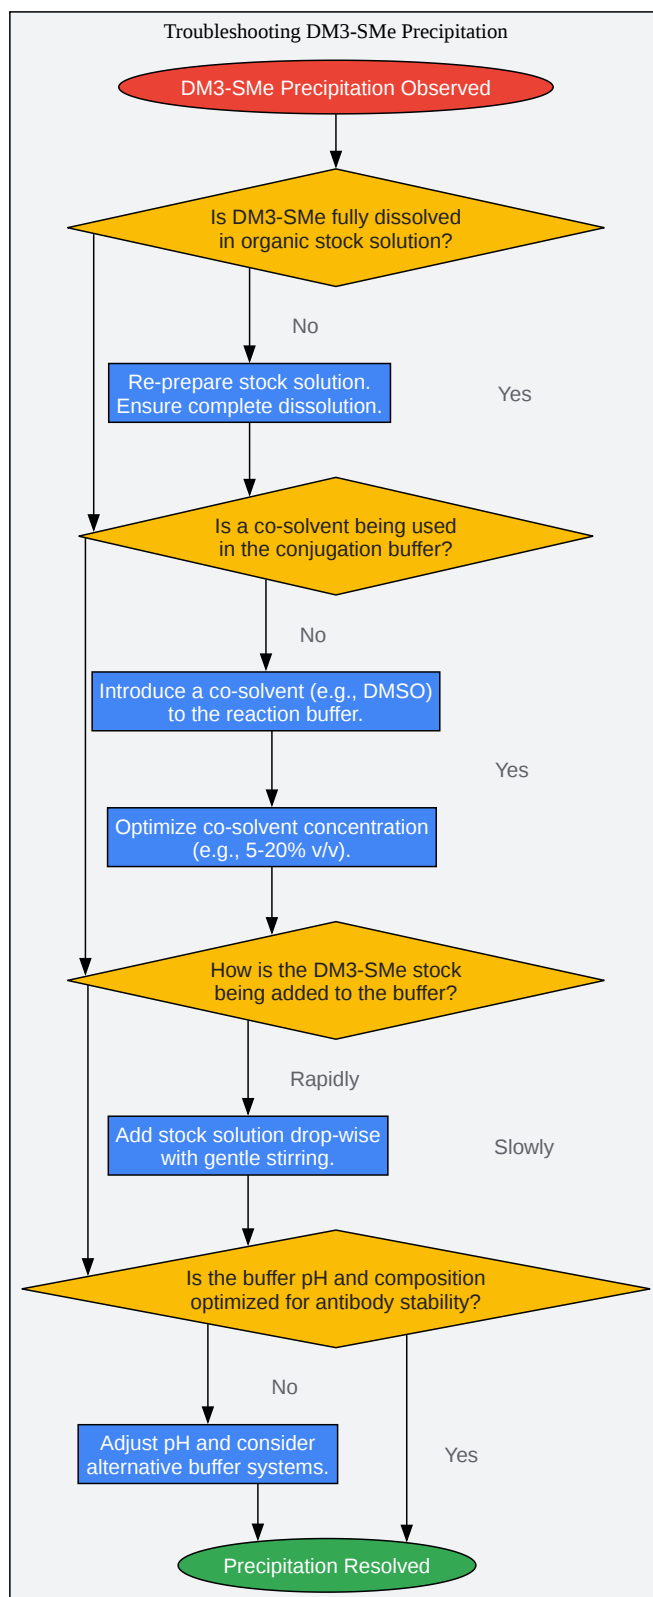 Troubleshooting DM3-SMe Precipitation
DM3-SMe Precipitation Observed
Is DM3-SMe fully dissolved
in organic stock solution?
No
Re-prepare stock solution.
Ensure complete dissolution.
Yes
Is a co-solvent being used
in the conjugation buffer?
No
Introduce a co-solvent (e.g., DMSO)
to the reaction buffer.
Yes
Optimize co-solvent concentration
(e.g., 5-20% v/v).
How is the DM3-SMe stock
being added to the buffer?
Rapidly
Add stock solution drop-wise
with gentle stirring.
Slowly
Is the buffer pH and composition
optimized for antibody stability?
No
Adjust pH and consider
alternative buffer systems.
Yes
Precipitation Resolved